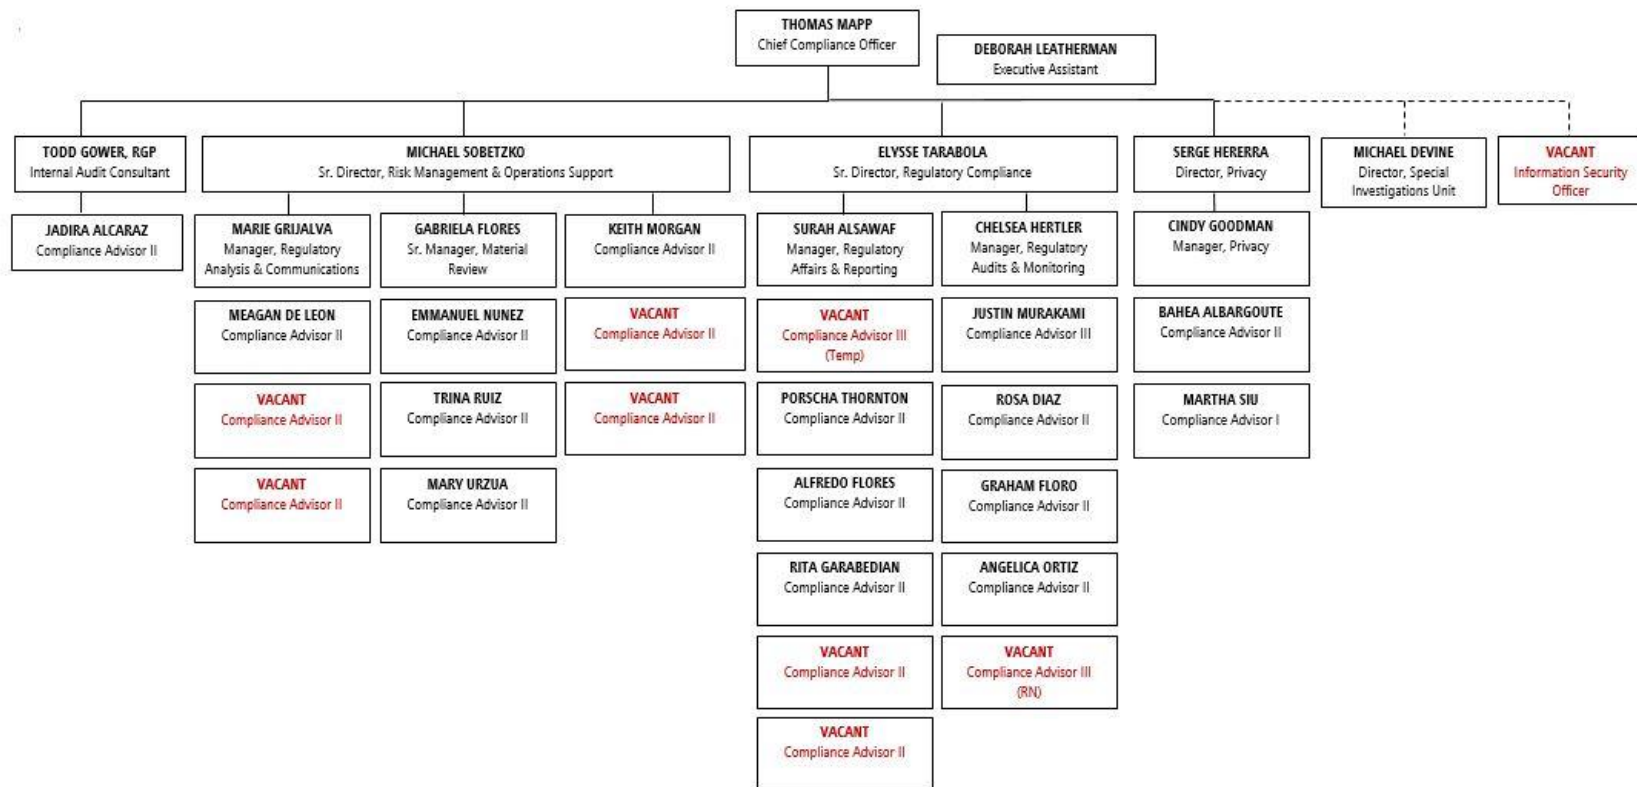 THOMAS MAPP
Chief Compliance Officer
DEBORAH LEATHERMAN
Executive Assistant
TODD GOWER, RGP
Internal Audit Consultant
MICHAEL SOBETZKO
Sr. Director, Risk Management & Operations Support
ELYSSE TARABOLA
Sr. Director, Regulatory Compliance
SERGE HERERRA
Director, Privacy
MICHAEL DEVINE
Director, Special
Investigations Unit
VACANT
Information Security
Officer
JADIRA ALCARAZ
Compliance Advisor II
MARIE GRIJALVA
Manager, Regulatory
Analysis & Communications
GABRIELA FLORES
Sr. Manager, Material
Review
KEITH MORGAN
Compliance Advisor II
SURAH ALSAWAF
Manager, Regulatory
Affairs & Reporting
CHELSEA HERTLER
Manager, Regulatory
Audits & Monitoring
CINDY GOODMAN
Manager, Privacy
MEAGAN DE LEON
Compliance Advisor II
EMMANUEL NUNEZ
Compliance Advisor II
VACANT
Compliance Advisor II
VACANT
Compliance Advisor III
(Temp)
JUSTIN MURAKAMI
Compliance Advisor III
BAHEA ALBARGOUTE
Compliance Advisor II
VACANT
Compliance Advisor II
TRINA RUIZ
Compliance Advisor II
VACANT
Compliance Advisor II
PORSCHA THORNTON
Compliance Advisor II
ROSA DIAZ
Compliance Advisor II
MARTHA SIU
Compliance Advisor I
VACANT
Compliance Advisor II
MARY URZUA
Compliance Advisor II
ALFREDO FLORES
Compliance Advisor II
GRAHAM FLORO
Compliance Advisor II
RITA GARABEDIAN
Compliance Advisor II
ANGELICA ORTIZ
Compliance Advisor II
VACANT
Compliance Advisor II
VACANT
Compliance Advisor III
(RN)
VACANT
Compliance Advisor II